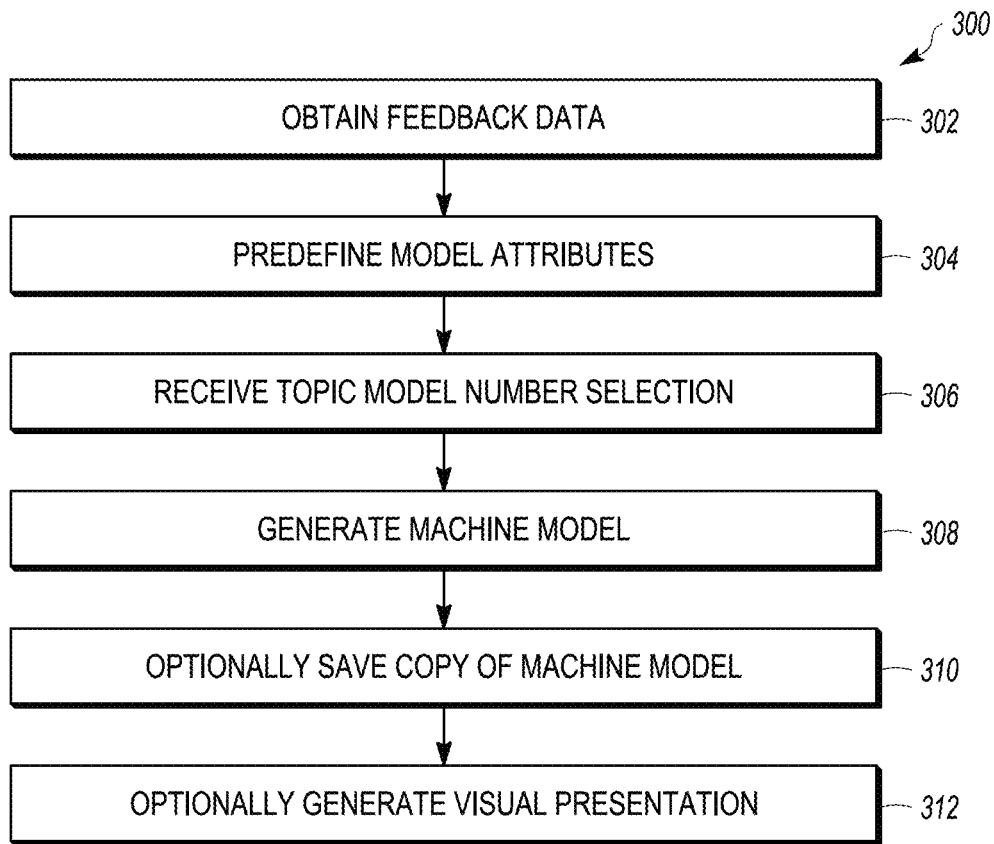 300
OBTAIN FEEDBACK DATA
302
PREDEFINE MODEL ATTRIBUTES
304
RECEIVE TOPIC MODEL NUMBER SELECTION
306
GENERATE MACHINE MODEL
308
OPTIONALLY SAVE COPY OF MACHINE MODEL
310
OPTIONALLY GENERATE VISUAL PRESENTATION
312